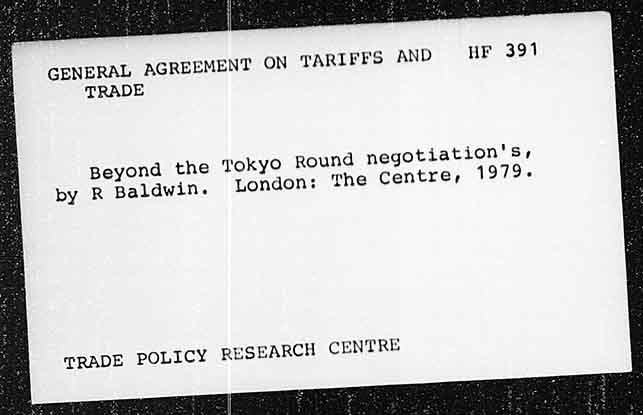 GENERAL AGREEMENT ON TARIFFS AND HF 391
TRADE
Beyond the Tokyo Round negotiation's,
by R Baldwin. London: The Centre, 1979.
TRADE POLICY RESEARCH CENTRE